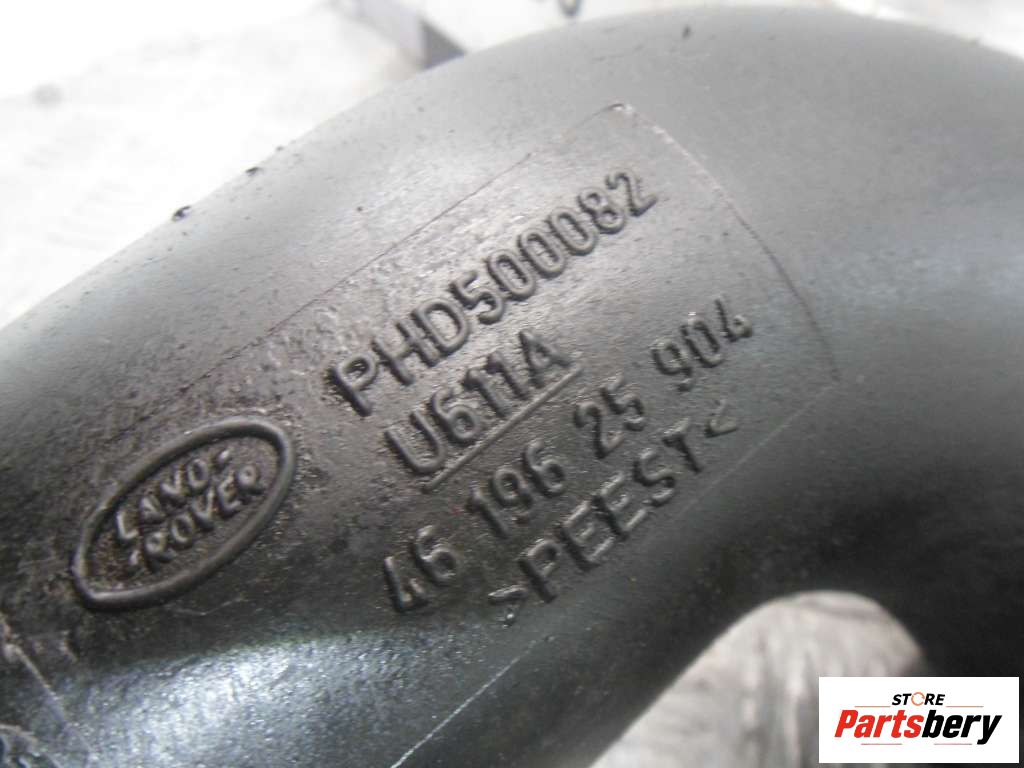 PHD500082
U611A
46 196 25 904
>PEEST<
LAND-
-ROVER
STORE
Partsbery